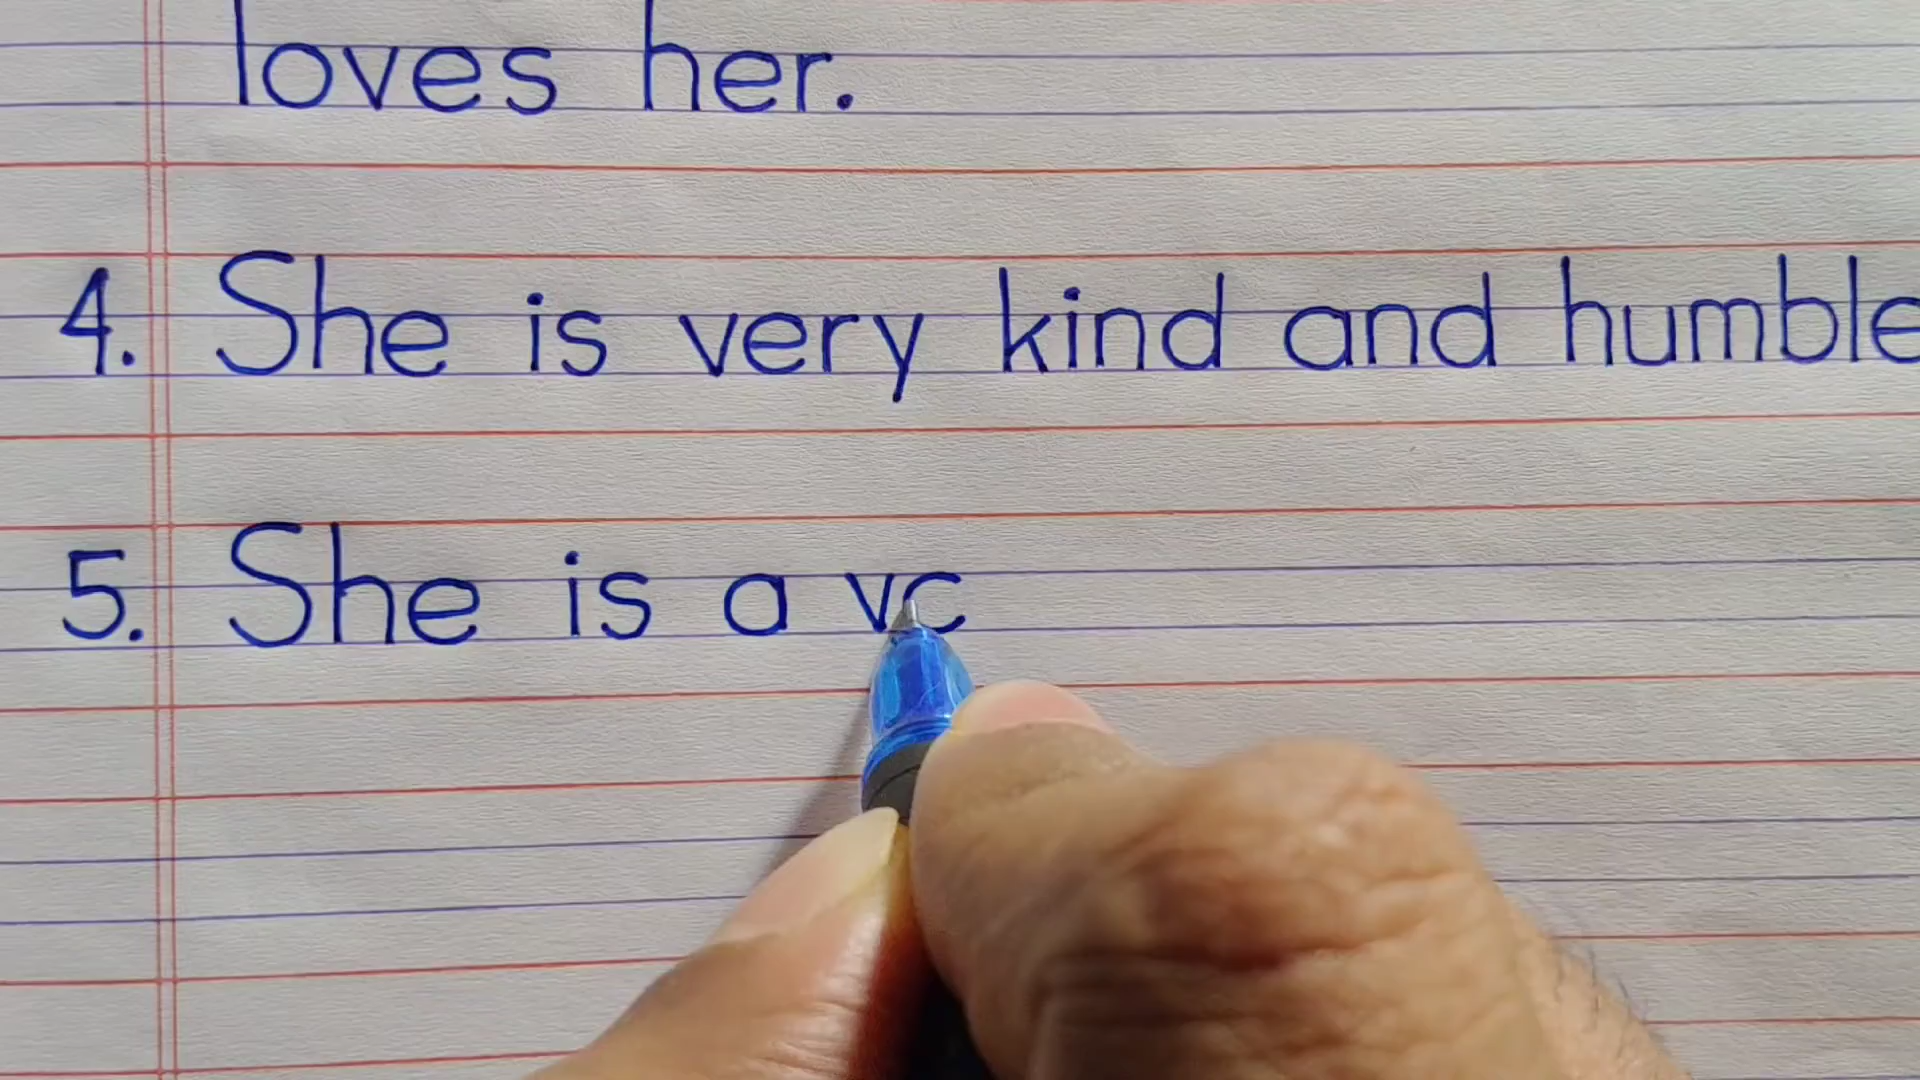 loves her.
4. She is very kind and humble
5. She is a